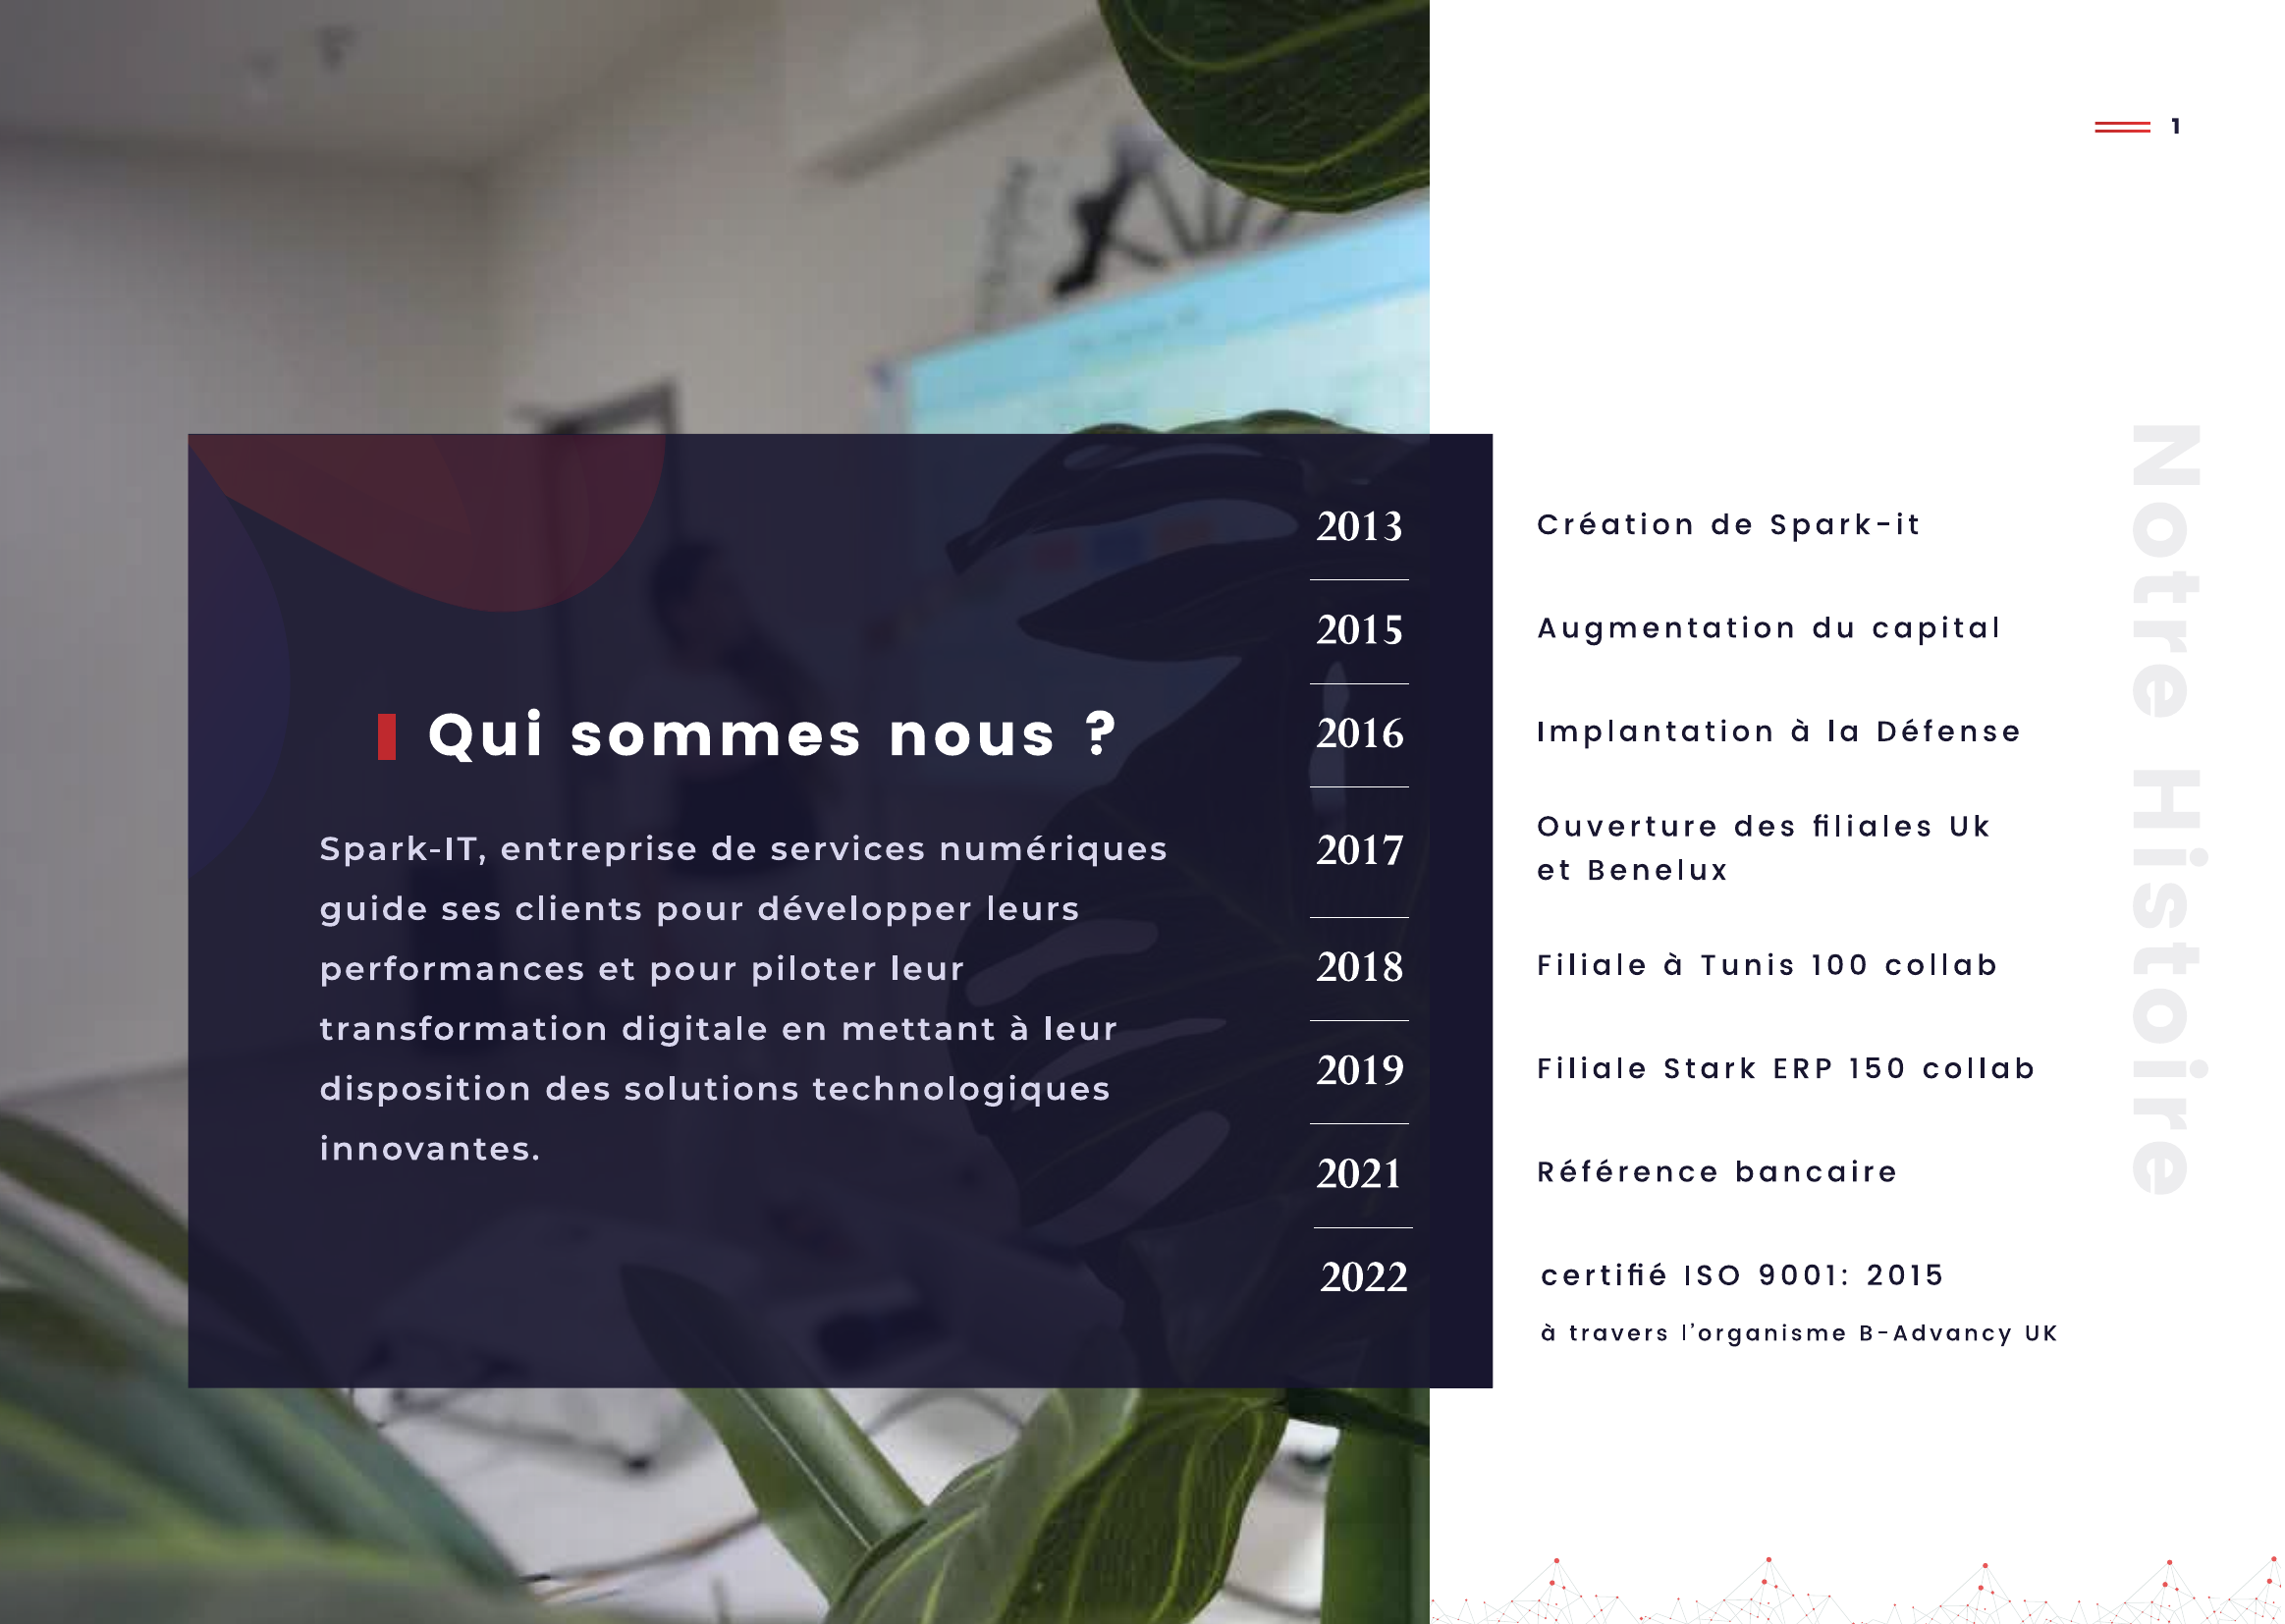 1
Qui sommes nous ?
Spark-IT, entreprise de services numériques
guide ses clients pour développer leurs
performances et pour piloter leur
transformation digitale en mettant à leur
disposition des solutions technologiques
innovantes.
2013 Création de Spark-it
2015 Augmentation du capital
2016 Implantation à la Défense
2017 Ouverture des filiales Uk
et Benelux
2018 Filiale à Tunis 100 collab
2019 Filiale Stark ERP 150 collab
2021 Référence bancaire
2022 certifié ISO 9001: 2015
à travers l'organisme B-Advancy UK
Notre Histoire